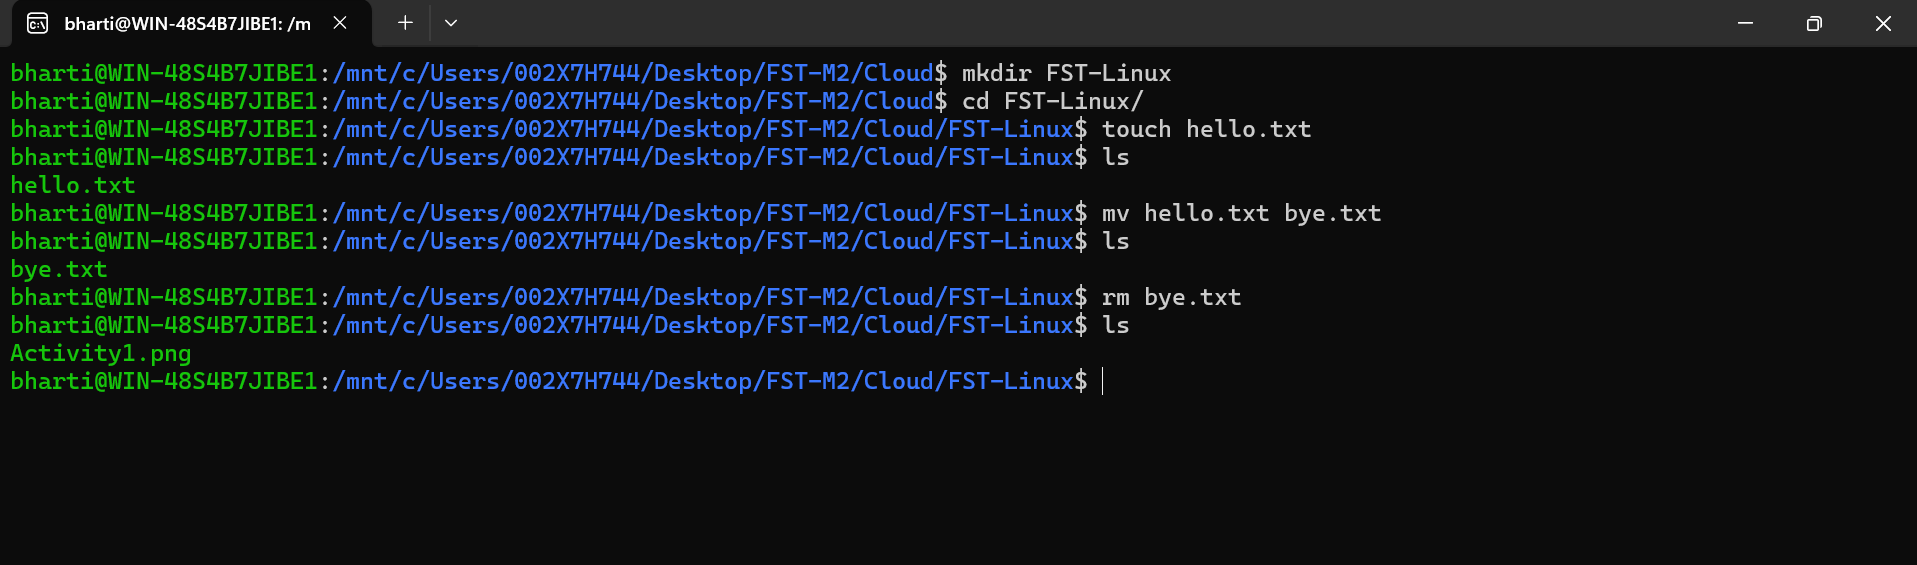 bharti@WIN-48S4B7JIBE1: /m
bharti@WIN-48S4B7JIBE1:/mnt/c/Users/002X7H744/Desktop/FST-M2/Cloud$ mkdir FST-Linux
bharti@WIN-48S4B7JIBE1:/mnt/c/Users/002X7H744/Desktop/FST-M2/Cloud$ cd FST-Linux/
bharti@WIN-48S4B7JIBE1:/mnt/c/Users/002X7H744/Desktop/FST-M2/Cloud/FST-Linux$ touch hello.txt
bharti@WIN-48S4B7JIBE1:/mnt/c/Users/002X7H744/Desktop/FST-M2/Cloud/FST-Linux$ ls
hello.txt
bharti@WIN-48S4B7JIBE1:/mnt/c/Users/002X7H744/Desktop/FST-M2/Cloud/FST-Linux$ mv hello.txt bye.txt
bharti@WIN-48S4B7JIBE1:/mnt/c/Users/002X7H744/Desktop/FST-M2/Cloud/FST-Linux$ ls
bye.txt
bharti@WIN-48S4B7JIBE1:/mnt/c/Users/002X7H744/Desktop/FST-M2/Cloud/FST-Linux$ rm bye.txt
bharti@WIN-48S4B7JIBE1:/mnt/c/Users/002X7H744/Desktop/FST-M2/Cloud/FST-Linux$ ls
Activity1.png
bharti@WIN-48S4B7JIBE1:/mnt/c/Users/002X7H744/Desktop/FST-M2/Cloud/FST-Linux$